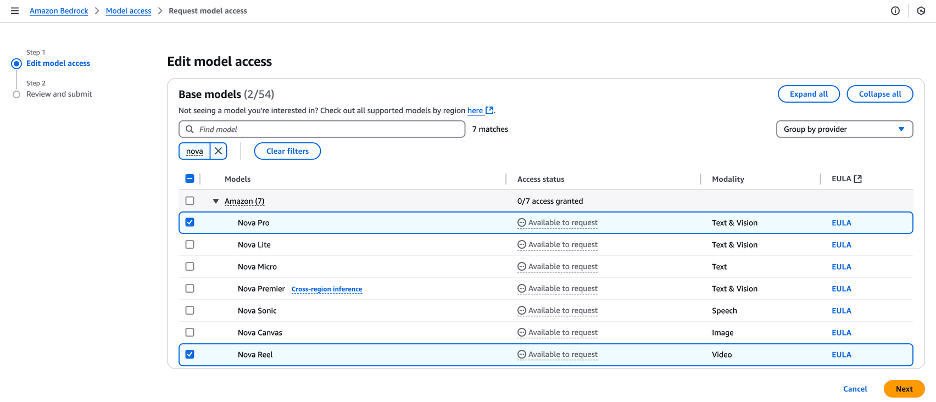 Amazon Bedrock > Model access > Request model access
Step 1
Edit model access
Step 2
Review and submit
Edit model access
Base models (2/54)
Expand all
Collapse all
Not seeing a model you're interested in? Check out all supported models by region here.
Find model
7 matches
Group by provider
nova
Clear filters
Models Access status Modality EULA
Amazon (7) 0/7 access granted
Nova Pro Available to request Text & Vision EULA
Nova Lite Available to request Text & Vision EULA
Nova Micro Available to request Text EULA
Nova Premier Cross-region inference Available to request Text & Vision EULA
Nova Sonic Available to request Speech EULA
Nova Canvas Available to request Image EULA
Nova Reel Available to request Video EULA
Cancel Next